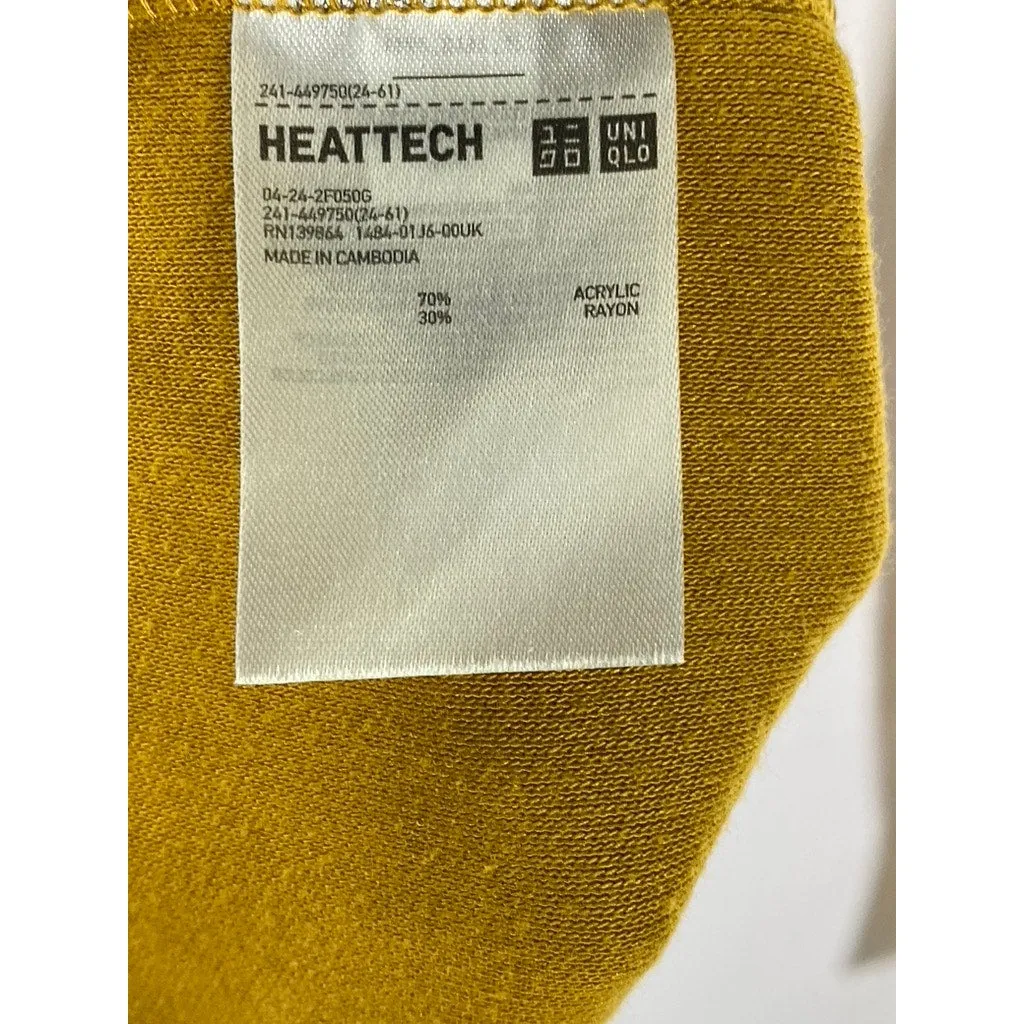 241-449750(24-61)
HEATTECH
ユニ
クロ
UNI
QLO
04-24-2F050G
241-449750(24-61)
RN139864 1484-01J6-00UK
MADE IN CAMBODIA
70% ACRYLIC
30% RAYON